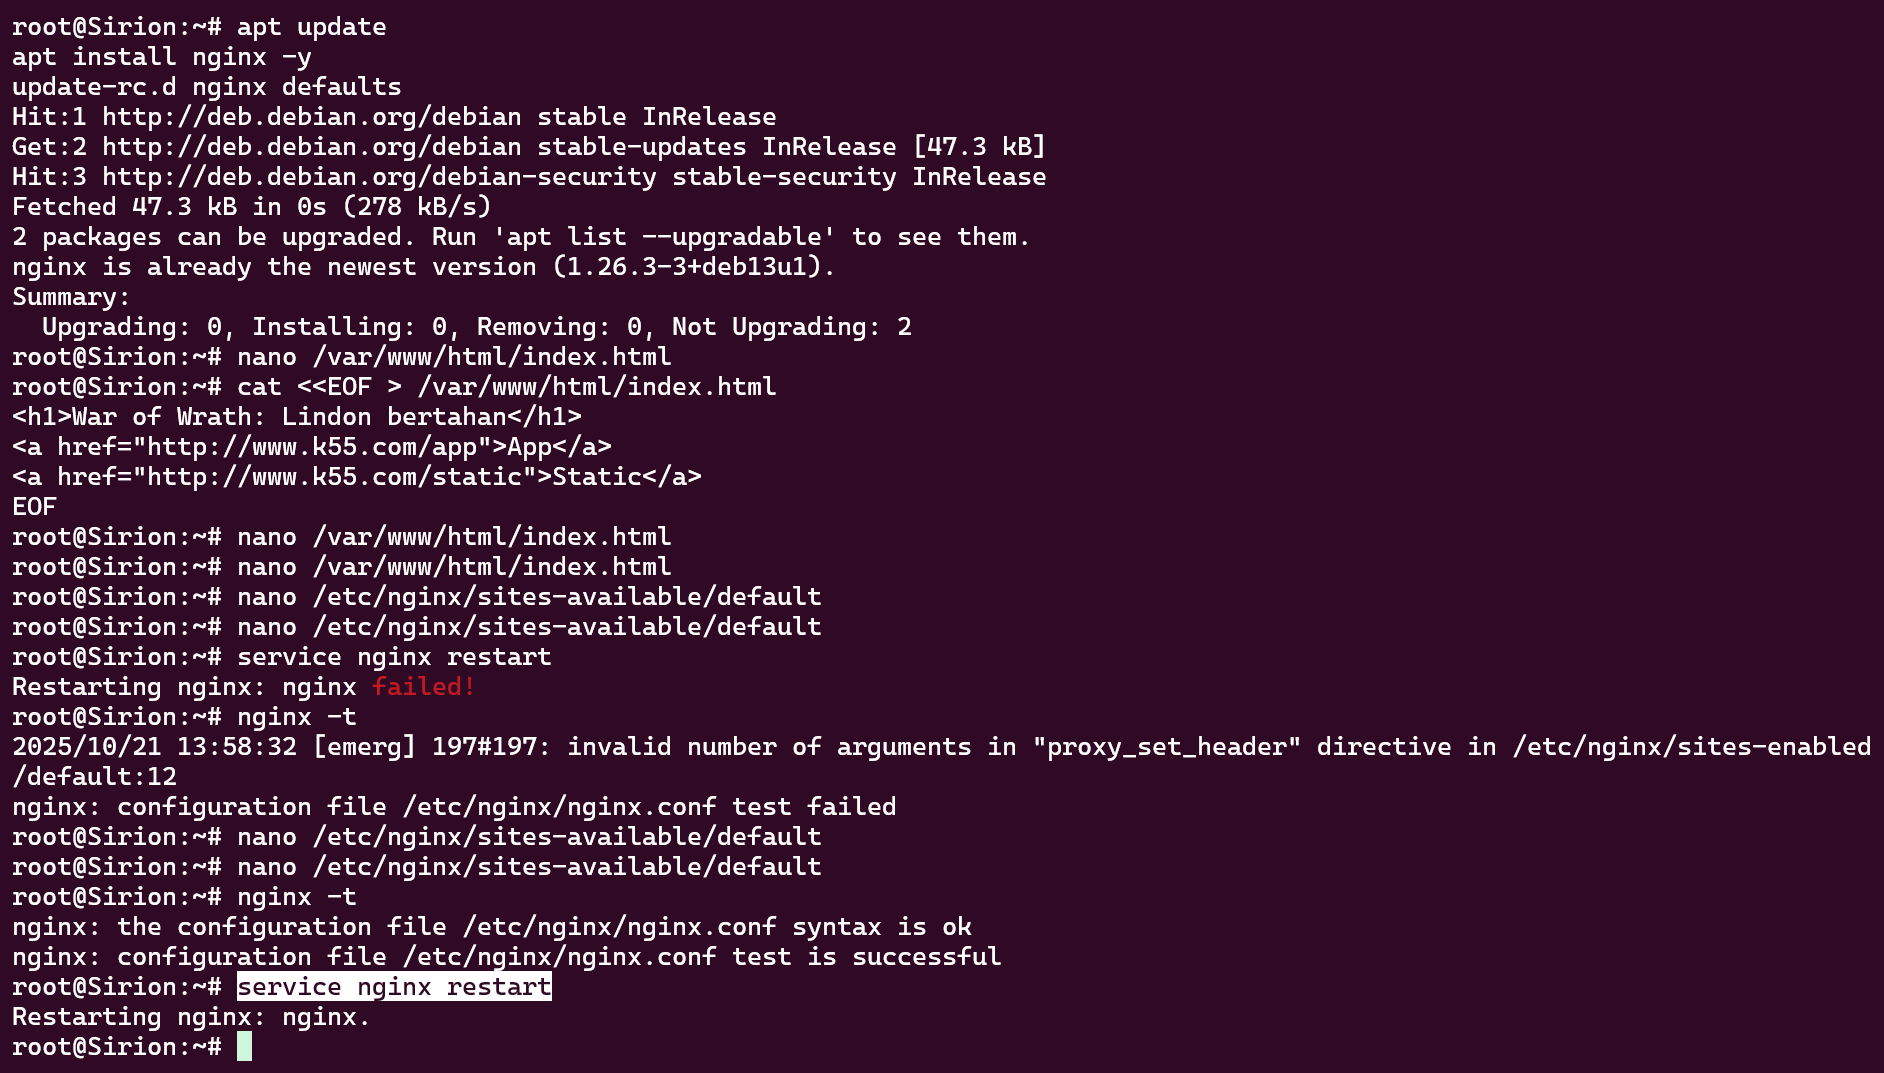 root@Sirion:~# apt update
apt install nginx -y
update-rc.d nginx defaults
Hit:1 http://deb.debian.org/debian stable InRelease
Get:2 http://deb.debian.org/debian stable-updates InRelease [47.3 kB]
Hit:3 http://deb.debian.org/debian-security stable-security InRelease
Fetched 47.3 kB in 0s (278 kB/s)
2 packages can be upgraded. Run 'apt list --upgradable' to see them.
nginx is already the newest version (1.26.3-3+deb13u1).
Summary:
  Upgrading: 0, Installing: 0, Removing: 0, Not Upgrading: 2
root@Sirion:~# nano /var/www/html/index.html
root@Sirion:~# cat <<EOF > /var/www/html/index.html
<h1>War of Wrath: Lindon bertahan</h1>
<a href="http://www.k55.com/app">App</a>
<a href="http://www.k55.com/static">Static</a>
EOF
root@Sirion:~# nano /var/www/html/index.html
root@Sirion:~# nano /var/www/html/index.html
root@Sirion:~# nano /etc/nginx/sites-available/default
root@Sirion:~# nano /etc/nginx/sites-available/default
root@Sirion:~# service nginx restart
Restarting nginx: nginx failed!
root@Sirion:~# nginx -t
2025/10/21 13:58:32 [emerg] 197#197: invalid number of arguments in "proxy_set_header" directive in /etc/nginx/sites-enabled
/default:12
nginx: configuration file /etc/nginx/nginx.conf test failed
root@Sirion:~# nano /etc/nginx/sites-available/default
root@Sirion:~# nano /etc/nginx/sites-available/default
root@Sirion:~# nginx -t
nginx: the configuration file /etc/nginx/nginx.conf syntax is ok
nginx: configuration file /etc/nginx/nginx.conf test is successful
root@Sirion:~# service nginx restart
Restarting nginx: nginx.
root@Sirion:~#